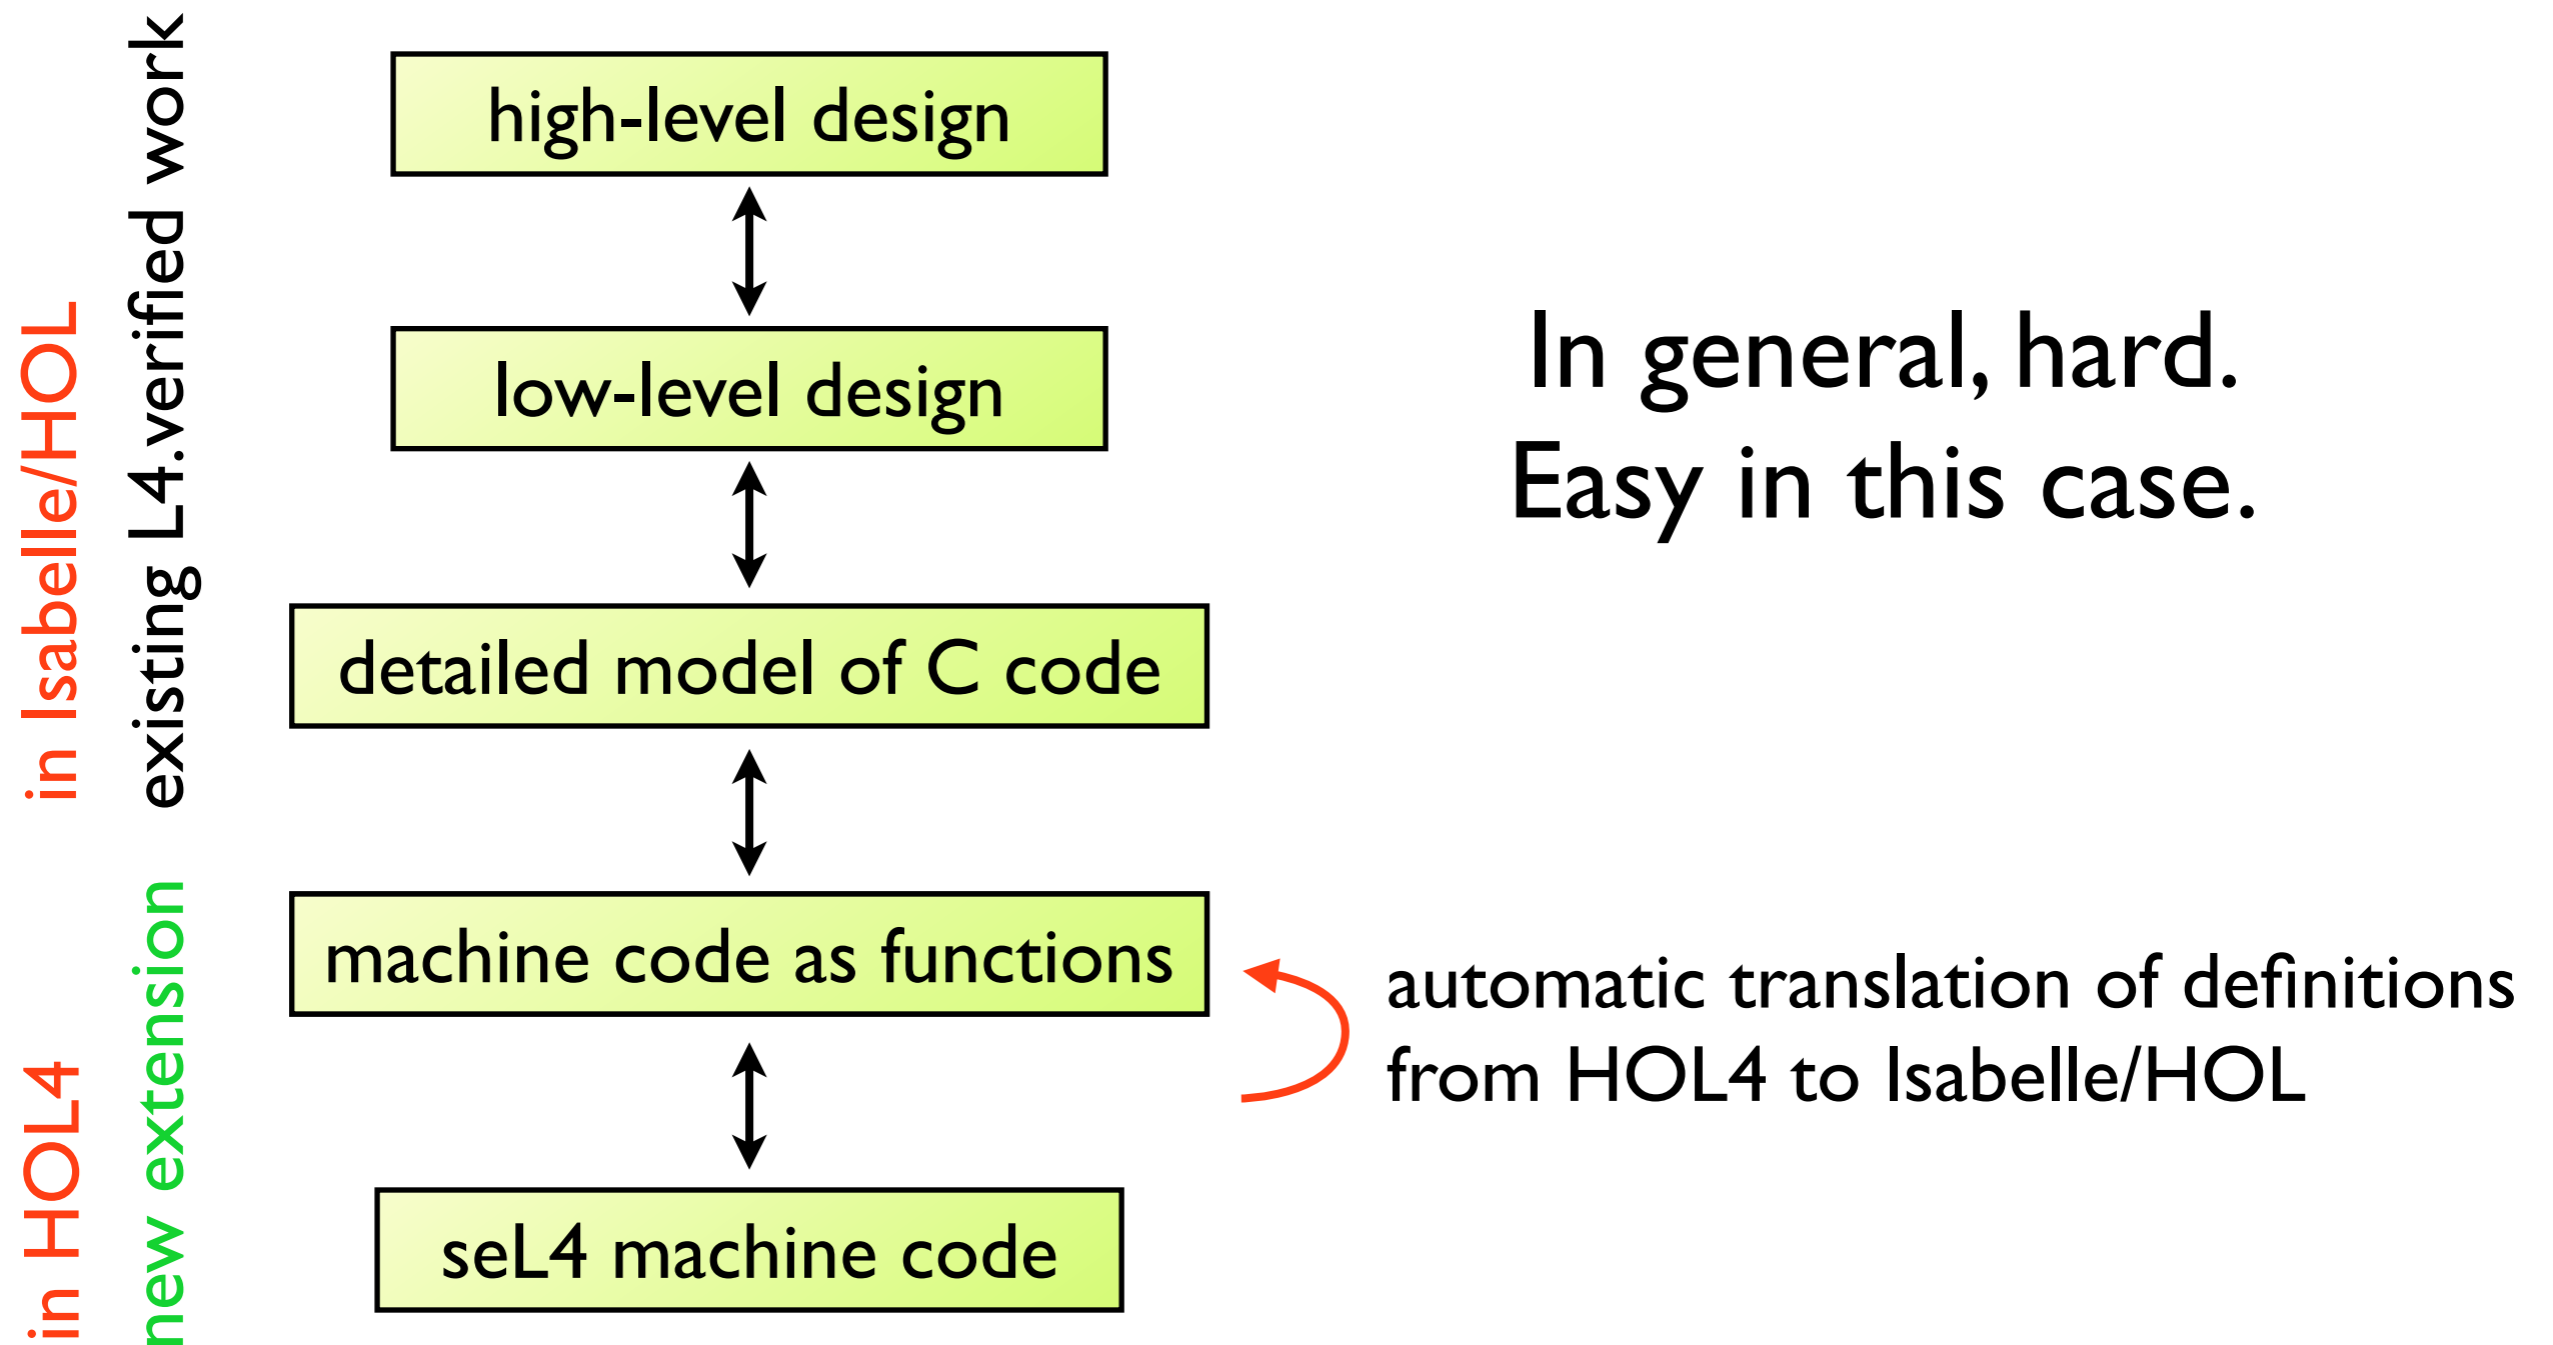 in Isabelle/HOL
in HOL4
existing L4.verified work
new extension
high-level design
low-level design
detailed model of C code
machine code as functions
seL4 machine code
In general, hard.
Easy in this case.
automatic translation of definitions
from HOL4 to Isabelle/HOL